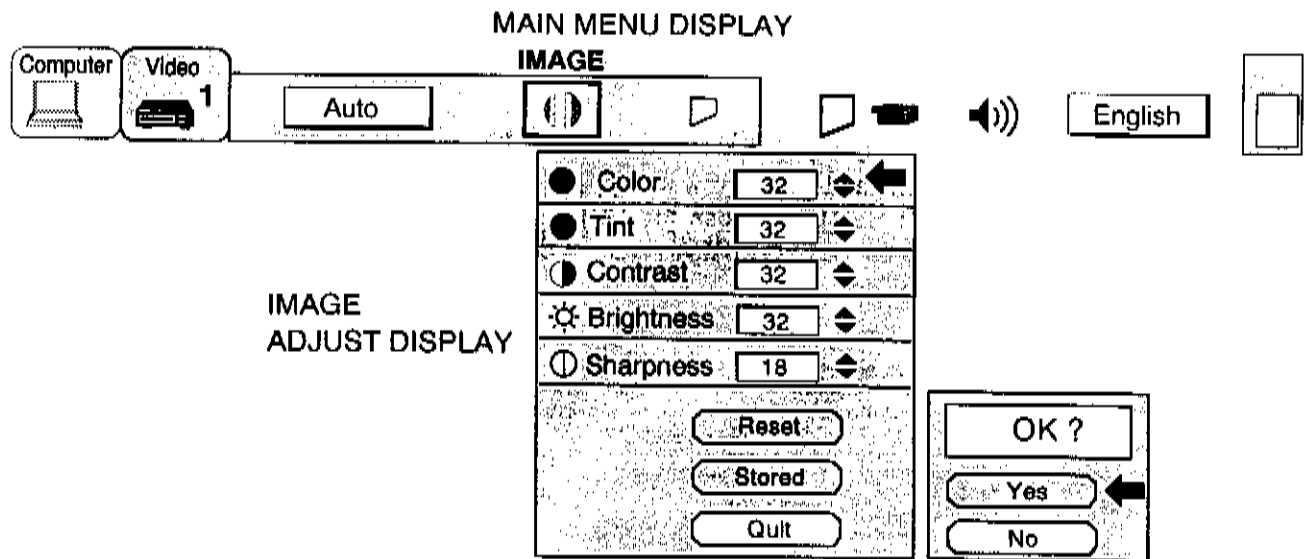 MAIN MENU DISPLAY
IMAGE
Computer
Video
1
Auto
English
Color 32
Tint 32
Contrast 32
Brightness 32
Sharpness 18
IMAGE
ADJUST DISPLAY
Reset
Stored
Quit
OK ?
Yes
No